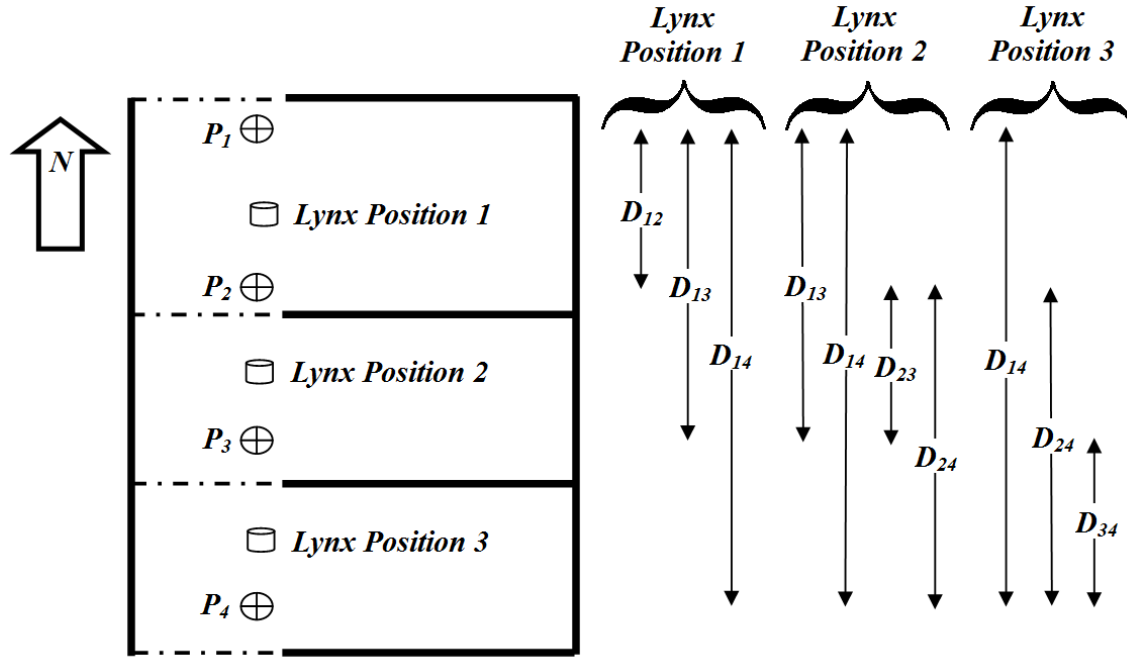 Lynx
Position 1
Lynx
Position 2
Lynx
Position 3
N
P1
Lynx Position 1
P2
Lynx Position 2
P3
Lynx Position 3
P4
D12
D13
D14
D13
D14
D23
D24
D14
D24
D34